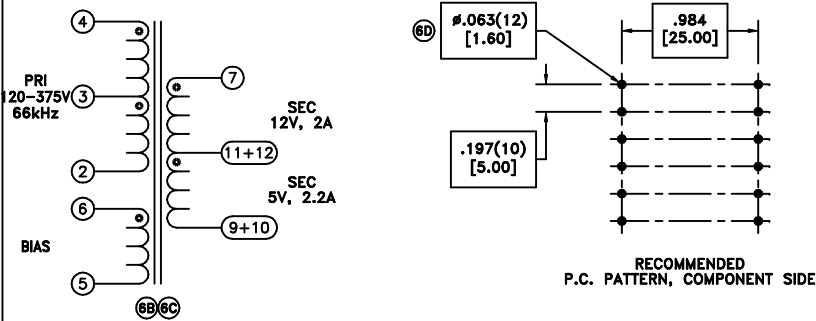 4
PRI
120-375V
66kHz
3
2
6
BIAS
5
7
SEC
12V, 2A
11+12
SEC
5V, 2.2A
9+10
6B 6C
6D
ø.063(12)
[1.60]
.984
[25.00]
.197(10)
[5.00]
RECOMMENDED
P.C. PATTERN, COMPONENT SIDE